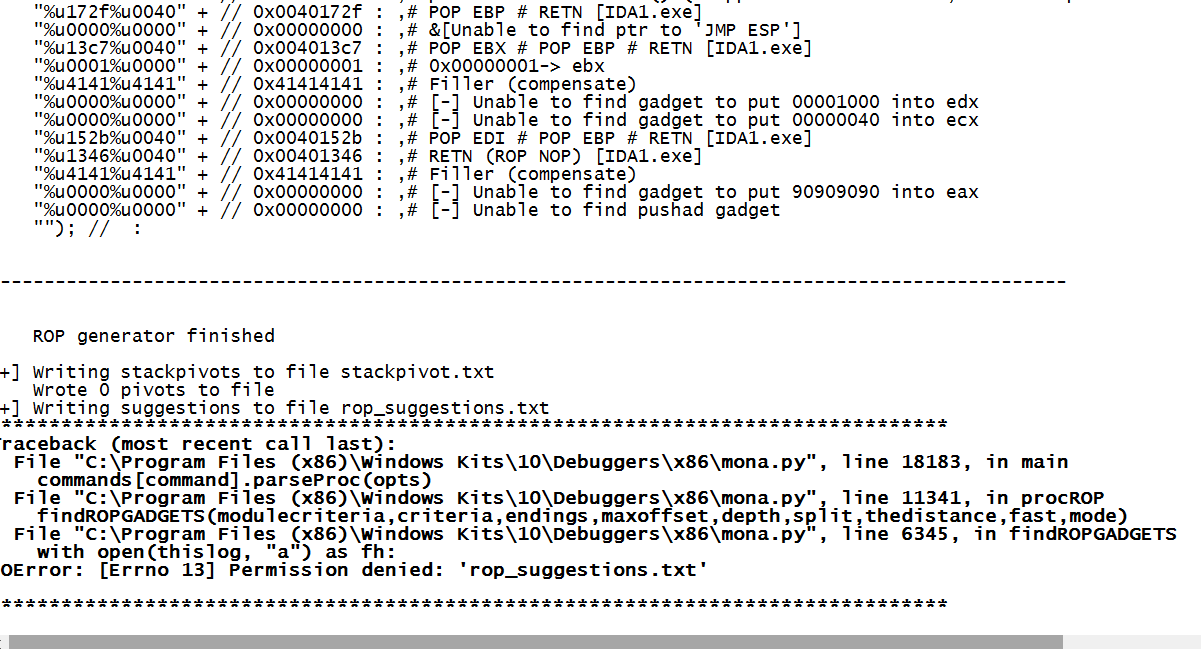 "%u172f%u0040" + // 0x0040172f : ,# POP EBP # RETN [IDA1.exe]
"%u0000%u0000" + // 0x00000000 : ,# &[Unable to find ptr to 'JMP ESP']
"%u13c7%u0040" + // 0x004013c7 : ,# POP EBX # POP EBP # RETN [IDA1.exe]
"%u0001%u0000" + // 0x00000001 : ,# 0x00000001-> ebx
"%u4141%u4141" + // 0x41414141 : ,# Filler (compensate)
"%u0000%u0000" + // 0x00000000 : ,# [-] Unable to find gadget to put 00001000 into edx
"%u0000%u0000" + // 0x00000000 : ,# [-] Unable to find gadget to put 00000040 into ecx
"%u152b%u0040" + // 0x0040152b : ,# POP EDI # POP EBP # RETN [IDA1.exe]
"%u1346%u0040" + // 0x00401346 : ,# RETN (ROP NOP) [IDA1.exe]
"%u4141%u4141" + // 0x41414141 : ,# Filler (compensate)
"%u0000%u0000" + // 0x00000000 : ,# [-] Unable to find gadget to put 90909090 into eax
"%u0000%u0000" + // 0x00000000 : ,# [-] Unable to find pushad gadget
""); //  :
--------------------------------------------------------------------------------------------------
ROP generator finished
+] Writing stackpivots to file stackpivot.txt
Wrote 0 pivots to file
+] Writing suggestions to file rop_suggestions.txt
*******************************************************************************
raceback (most recent call last):
File "C:\Program Files (x86)\Windows Kits\10\Debuggers\x86\mona.py", line 18183, in main
commands[command].parseProc(opts)
File "C:\Program Files (x86)\Windows Kits\10\Debuggers\x86\mona.py", line 11341, in procROP
findROPGADGETS(modulecriteria,criteria,endings,maxoffset,depth,split,thedistance,fast,mode)
File "C:\Program Files (x86)\Windows Kits\10\Debuggers\x86\mona.py", line 6345, in findROPGADGETS
with open(thislog, "a") as fh:
OError: [Errno 13] Permission denied: 'rop_suggestions.txt'
*******************************************************************************